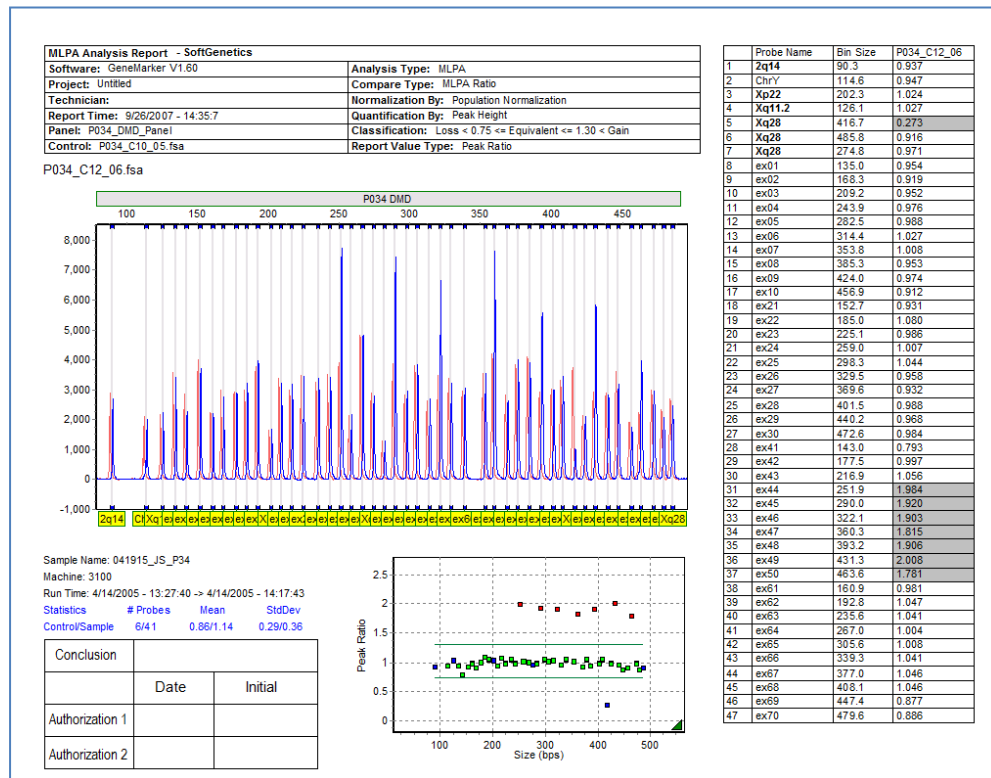 MLPA Analysis Report - SoftGenetics
Software: GeneMarker V1.60 Analysis Type: MLPA
Project: Untitled Compare Type: MLPA Ratio
Technician: Normalization By: Population Normalization
Report Time: 9/26/2007 - 14:35:7 Quantification By: Peak Height
Panel: P034_DMD_Panel Classification: Loss < 0.75 <= Equivalent <= 1.30 < Gain
Control: P034_C10_05.fsa Report Value Type: Peak Ratio
P034_C12_06.fsa
P034 DMD
100 150 200 250 300 350 400 450
8,000
7,000
6,000
5,000
4,000
3,000
2,000
1,000
0
-1,000
2q14 Xq28
Sample Name: 041915_JS_P34
Machine: 3100
Run Time: 4/14/2005 - 13:27:40 -> 4/14/2005 - 14:17:43
Statistics # Probes Mean StdDev
Control/Sample 6/41 0.86/1.14 0.29/0.36
Conclusion
Date Initial
Authorization 1
Authorization 2
Peak Ratio
2.5
2
1.5
1
0.5
0
100 200 300 400 500
Size (bps)
Probe Name Bin Size P034_C12_06
1 2q14 90.3 0.937
2 ChrY 114.6 0.947
3 Xp22 202.3 1.024
4 Xq11.2 126.1 1.027
5 Xq28 416.7 0.273
6 Xq28 485.8 0.916
7 Xq28 274.8 0.971
8 ex01 135.0 0.954
9 ex02 168.3 0.919
10 ex03 209.2 0.952
11 ex04 243.9 0.976
12 ex05 282.5 0.988
13 ex06 314.4 1.027
14 ex07 353.8 1.008
15 ex08 385.3 0.953
16 ex09 424.0 0.974
17 ex10 456.9 0.912
18 ex21 152.7 0.931
19 ex22 185.0 1.080
20 ex23 225.1 0.986
21 ex24 259.0 1.007
22 ex25 298.3 1.044
23 ex26 329.5 0.958
24 ex27 369.6 0.932
25 ex28 401.5 0.988
26 ex29 440.2 0.968
27 ex30 472.6 0.984
28 ex41 143.0 0.793
29 ex42 177.5 0.997
30 ex43 216.9 1.056
31 ex44 251.9 1.984
32 ex45 290.0 1.920
33 ex46 322.1 1.903
34 ex47 360.3 1.815
35 ex48 393.2 1.906
36 ex49 431.3 2.008
37 ex50 463.6 1.781
38 ex61 160.9 0.981
39 ex62 192.8 1.047
40 ex63 235.6 1.041
41 ex64 267.0 1.004
42 ex65 305.6 1.008
43 ex66 339.3 1.041
44 ex67 377.0 1.046
45 ex68 408.1 1.046
46 ex69 447.4 0.877
47 ex70 479.6 0.886